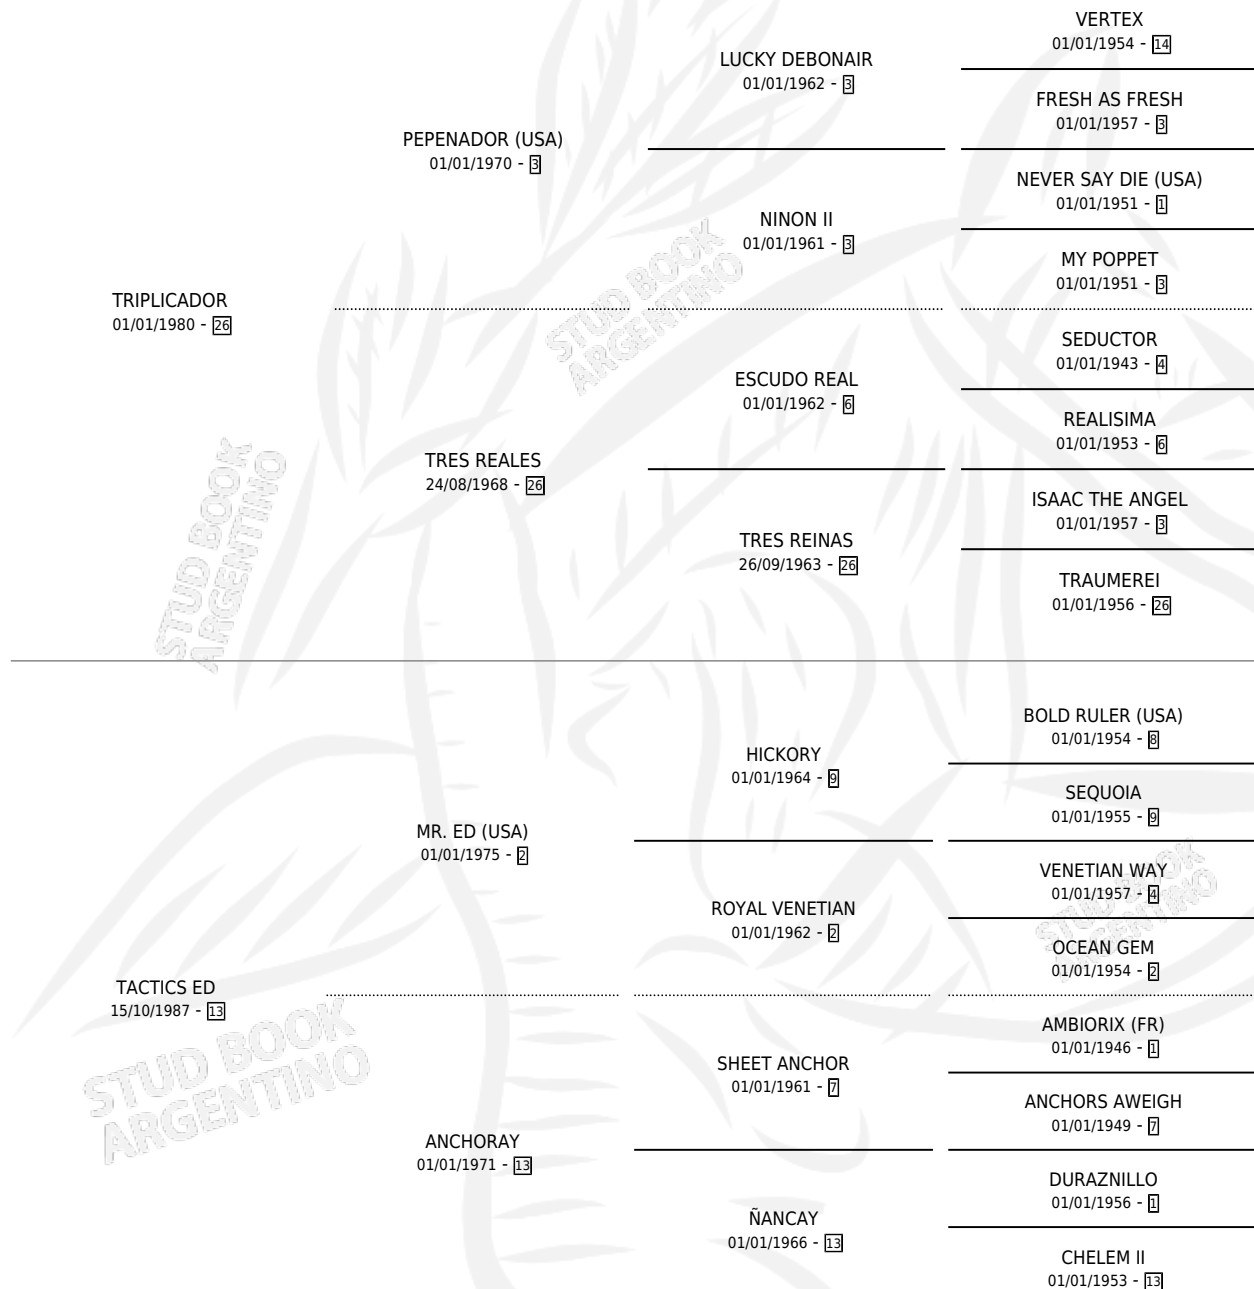 VERTEX
01/01/1954 - 14
LUCKY DEBONAIR
01/01/1962 - 3
FRESH AS FRESH
01/01/1957 - 3
PEPENADOR (USA)
01/01/1970 - 3
NEVER SAY DIE (USA)
01/01/1951 - 1
NINON II
01/01/1961 - 3
MY POPPET
01/01/1951 - 3
TRIPLICADOR
01/01/1980 - 26
SEDUCTOR
01/01/1943 - 4
ESCUDO REAL
01/01/1962 - 6
REALISIMA
01/01/1953 - 6
TRES REALES
24/08/1968 - 26
ISAAC THE ANGEL
01/01/1957 - 3
TRES REINAS
26/09/1963 - 26
TRAUMEREI
01/01/1956 - 26
BOLD RULER (USA)
01/01/1954 - 8
HICKORY
01/01/1964 - 9
SEQUOIA
01/01/1955 - 9
MR. ED (USA)
01/01/1975 - 2
VENETIAN WAY
01/01/1957 - 4
ROYAL VENETIAN
01/01/1962 - 2
OCEAN GEM
01/01/1954 - 2
TACTICS ED
15/10/1987 - 13
AMBIORIX (FR)
01/01/1946 - 1
SHEET ANCHOR
01/01/1961 - 7
ANCHORS AWEIGH
01/01/1949 - 7
ANCHORAY
01/01/1971 - 13
DURAZNILLO
01/01/1956 - 1
ÑANCAY
01/01/1966 - 13
CHELEM II
01/01/1953 - 13
STUD BOOK
ARGENTINO
STUD BOOK
ARGENTINO
STUD BOOK
ARGENTINO
STUD BOOK
ARGENTINO